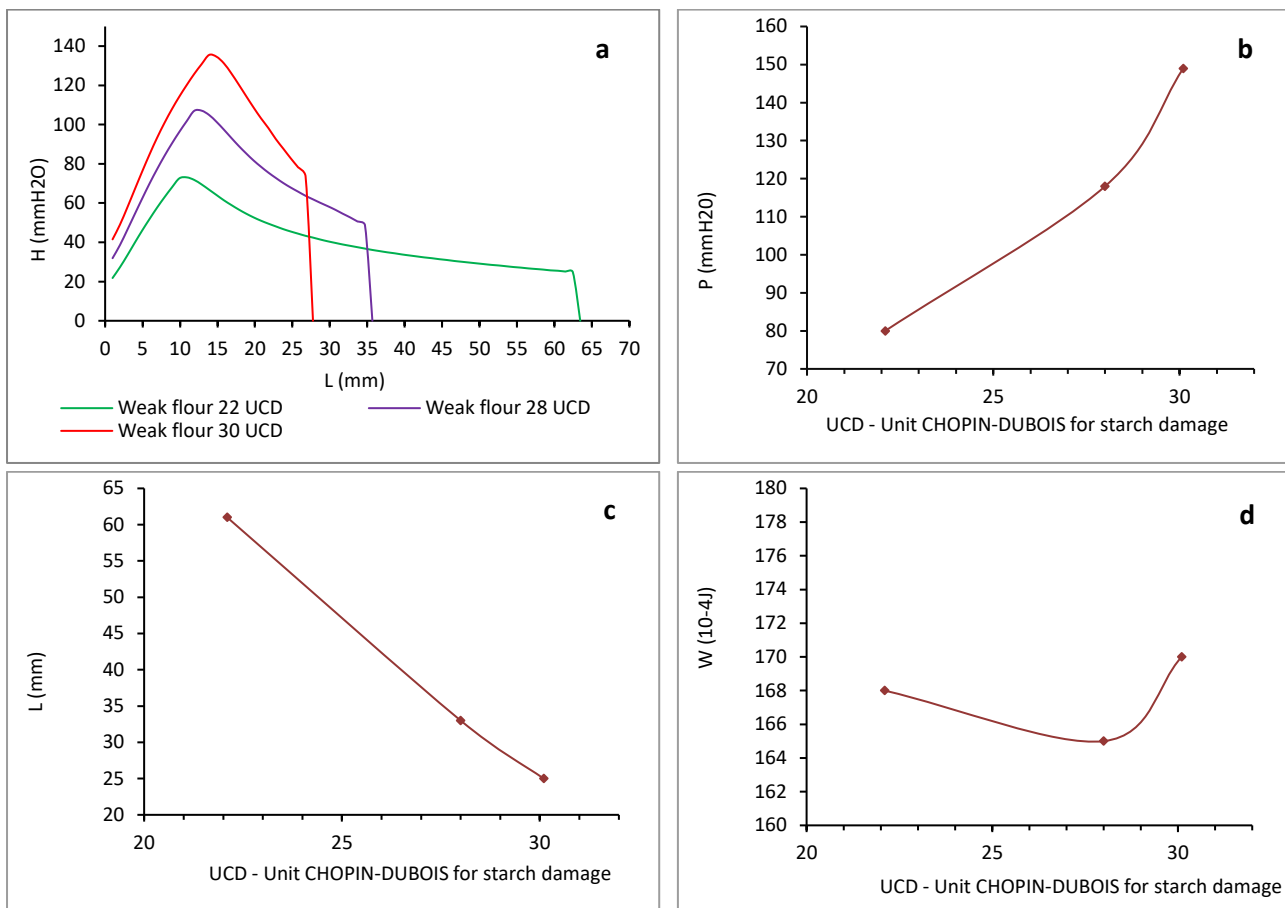 a
H (mmH2O)
140
120
100
80
60
40
20
0
0 5 10 15 20 25 30 35 40 45 50 55 60 65 70
L (mm)
Weak flour 22 UCD Weak flour 28 UCD
Weak flour 30 UCD
b
P (mmH20)
150
140
130
120
110
100
90
80
70
20 25 30
UCD - Unit CHOPIN-DUBOIS for starch damage
c
L (mm)
65
60
55
50
45
40
35
30
25
20
20 25 30
UCD - Unit CHOPIN-DUBOIS for starch damage
d
W (10-4J)
180
178
176
174
172
170
168
166
164
162
160
20 25 30
UCD - Unit CHOPIN-DUBOIS for starch damage